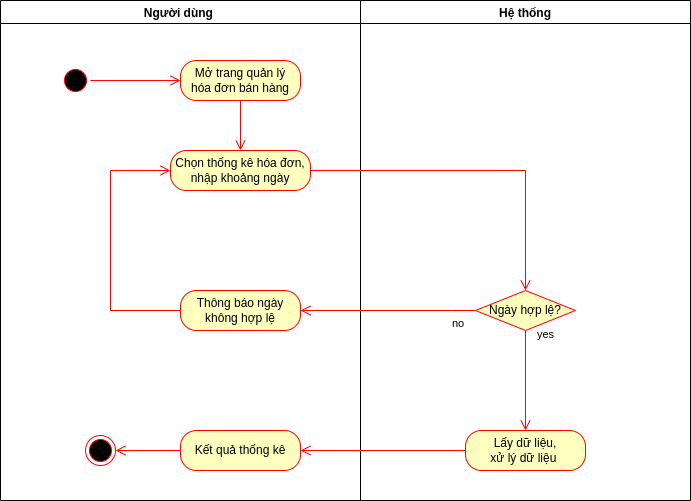 Người dùng
Hệ thống
Mở trang quản lý
hóa đơn bán hàng
Chọn thống kê hóa đơn,
nhập khoảng ngày
Thông báo ngày
không hợp lệ
Ngày hợp lệ?
no
yes
Kết quả thống kê
Lấy dữ liệu,
xử lý dữ liệu